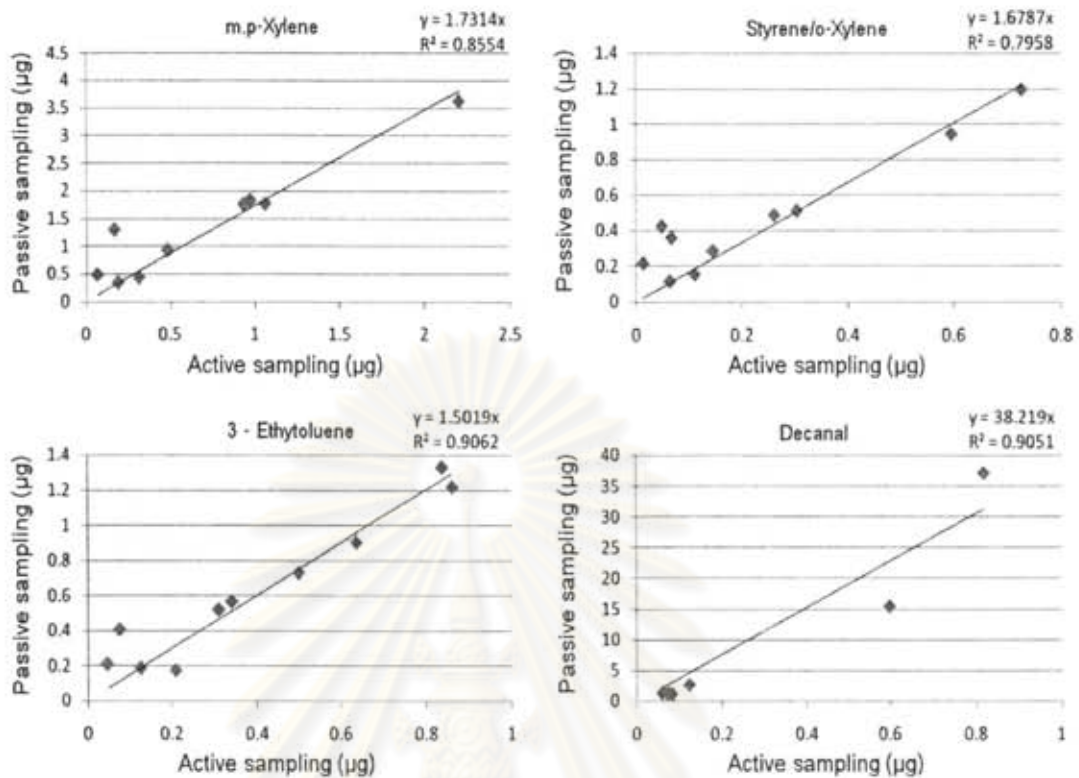 m.p-Xylene
y = 1.7314x
R² = 0.8554
Passive sampling (µg)
4.5
4
3.5
3
2.5
2
1.5
1
0.5
0
0 0.5 1 1.5 2 2.5
Active sampling (µg)
Styrene/o-Xylene
y = 1.6787x
R² = 0.7958
Passive sampling (µg)
1.4
1.2
1
0.8
0.6
0.4
0.2
0
0 0.2 0.4 0.6 0.8
Active sampling (µg)
3 - Ethytoluene
y = 1.5019x
R² = 0.9062
Passive sampling (µg)
1.4
1.2
1
0.8
0.6
0.4
0.2
0
0 0.2 0.4 0.6 0.8 1
Active sampling (µg)
Decanal
y = 38.219x
R² = 0.9051
Passive sampling (µg)
40
35
30
25
20
15
10
5
0
0 0.2 0.4 0.6 0.8 1
Active sampling (µg)